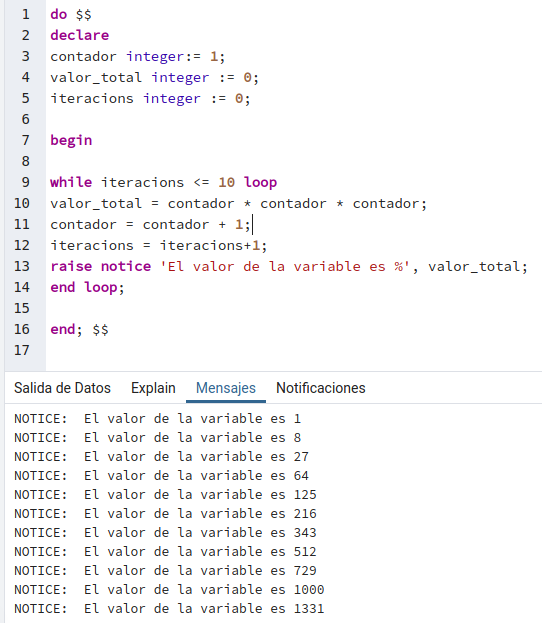 1 do $$
2 declare
3 contador integer:= 1;
4 valor_total integer := 0;
5 iteracions integer := 0;
6
7 begin
8
9 while iteracions <= 10 loop
10 valor_total = contador * contador * contador;
11 contador = contador + 1;
12 iteracions = iteracions+1;
13 raise notice 'El valor de la variable es %', valor_total;
14 end loop;
15
16 end; $$
17
Salida de Datos Explain Mensajes Notificaciones
NOTICE:  El valor de la variable es 1
NOTICE:  El valor de la variable es 8
NOTICE:  El valor de la variable es 27
NOTICE:  El valor de la variable es 64
NOTICE:  El valor de la variable es 125
NOTICE:  El valor de la variable es 216
NOTICE:  El valor de la variable es 343
NOTICE:  El valor de la variable es 512
NOTICE:  El valor de la variable es 729
NOTICE:  El valor de la variable es 1000
NOTICE:  El valor de la variable es 1331